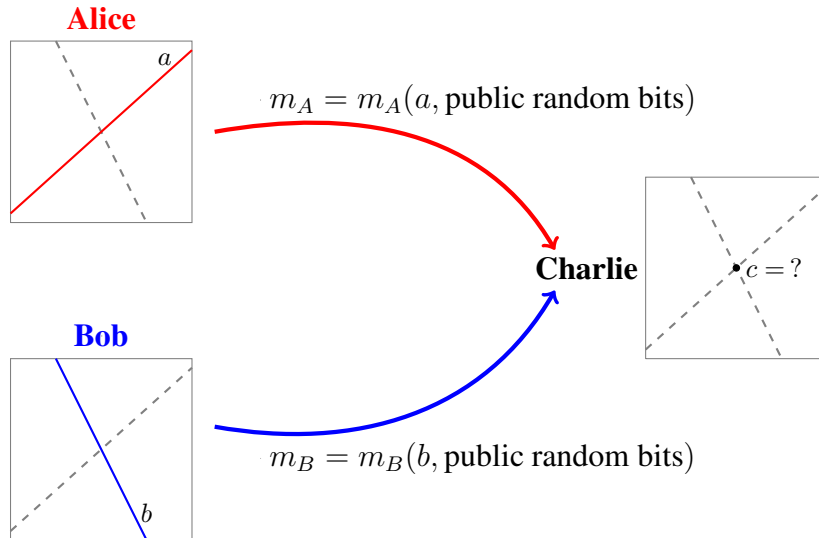 Alice
a
m_A = m_A(a, public random bits)
Charlie
c = ?
Bob
b
m_B = m_B(b, public random bits)